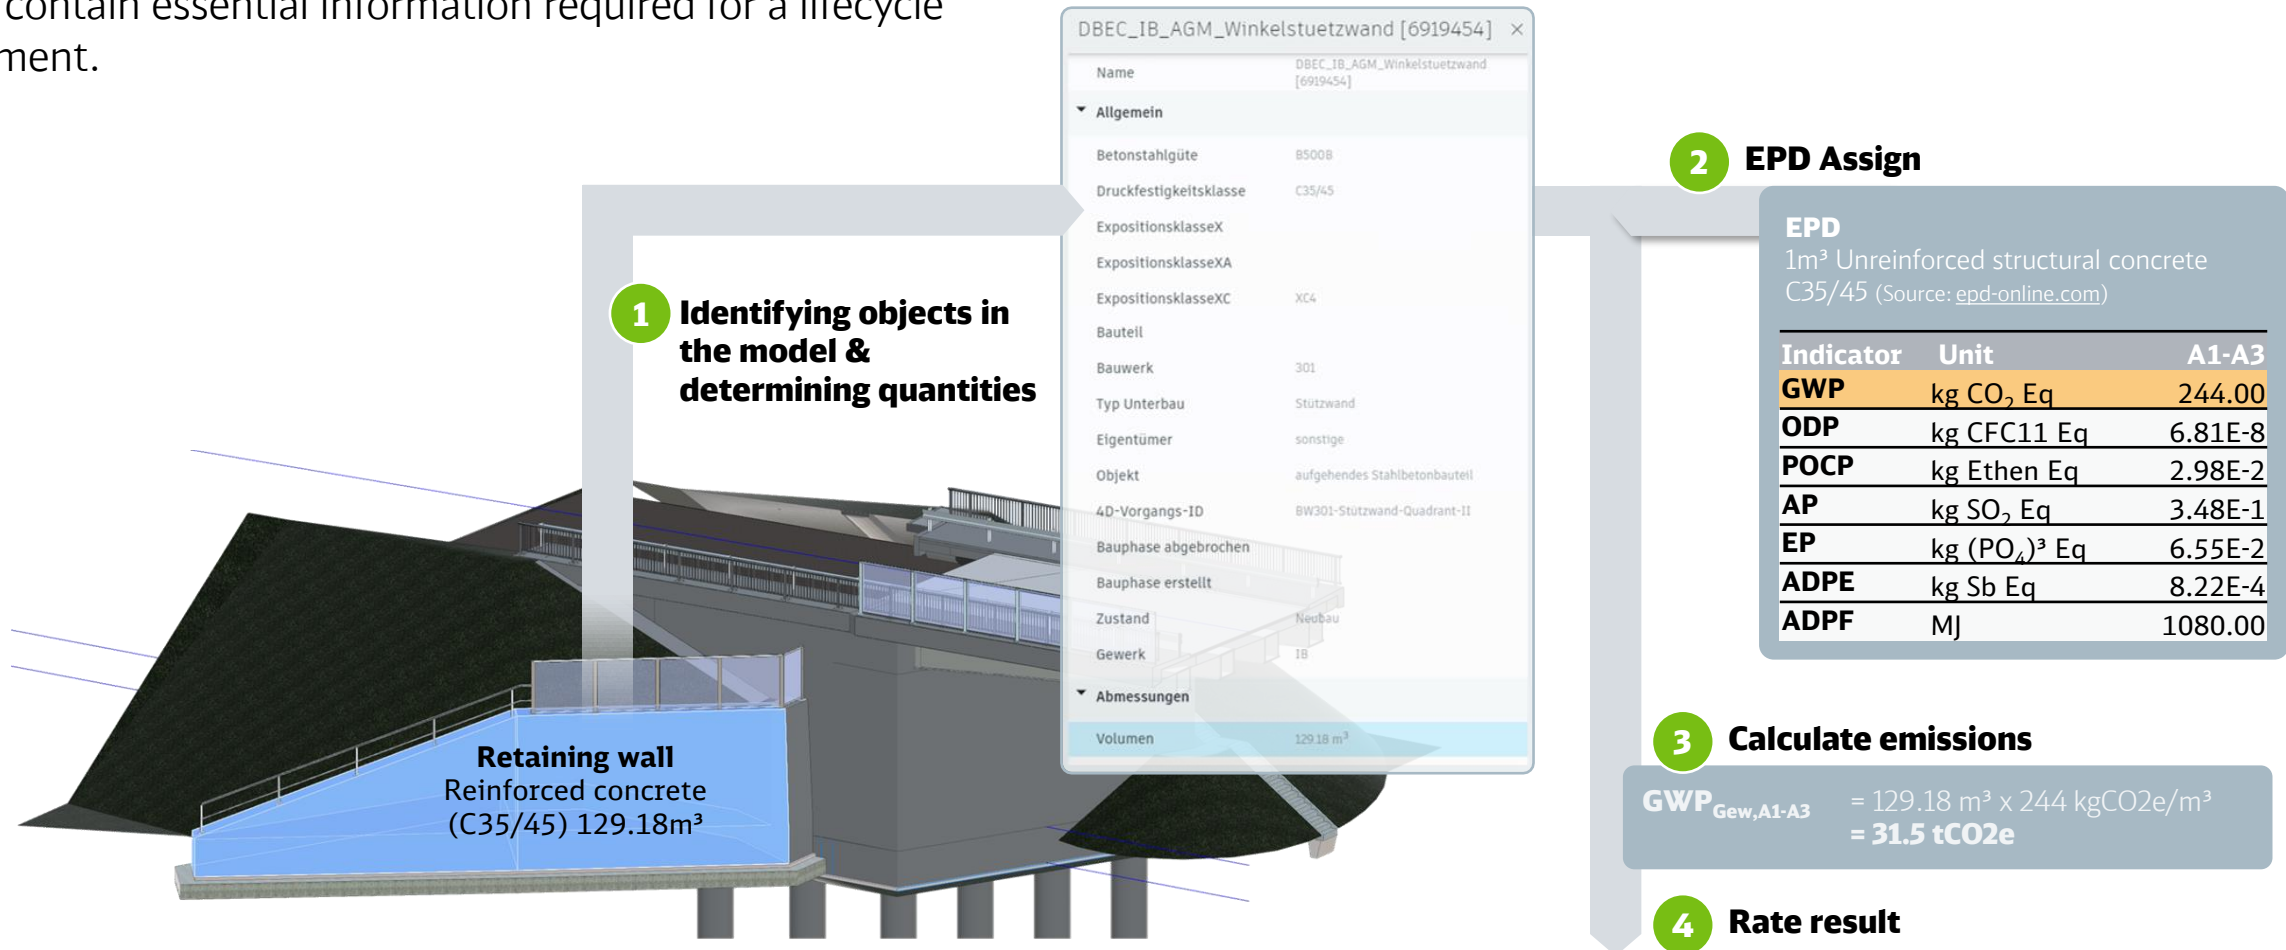 contain essential information required for a lifecycle
ment.
DBEC_IB_AGM_Winkelstuetzwand [6919454] ×
Name DBEC_IB_AGM_Winkelstuetzwand
[6919454]
Allgemein
Betonstahlgüte B500B
Druckfestigkeitsklasse C35/45
ExpositionsklasseX
ExpositionsklasseXA
ExpositionsklasseXC XC4
Bauteil
Bauwerk 301
Typ Unterbau Stützwand
Eigentümer sonstige
Objekt aufgehendes Stahlbetonbauteil
4D-Vorgangs-ID BW301-Stützwand-Quadrant-II
Bauphase abgebrochen
Bauphase erstellt
Zustand Neubau
Gewerk IB
Abmessungen
Volumen 129.18 m³
1 Identifying objects in
the model &
determining quantities
Retaining wall
Reinforced concrete
(C35/45) 129.18m³
2 EPD Assign
EPD
1m³ Unreinforced structural concrete
C35/45 (Source: epd-online.com)
Indicator Unit A1-A3
GWP kg CO₂ Eq 244.00
ODP kg CFC11 Eq 6.81E-8
POCP kg Ethen Eq 2.98E-2
AP kg SO₂ Eq 3.48E-1
EP kg (PO₄)³ Eq 6.55E-2
ADPE kg Sb Eq 8.22E-4
ADPF MJ 1080.00
3 Calculate emissions
GWP Gew,A1-A3 = 129.18 m³ x 244 kgCO2e/m³
= 31.5 tCO2e
4 Rate result